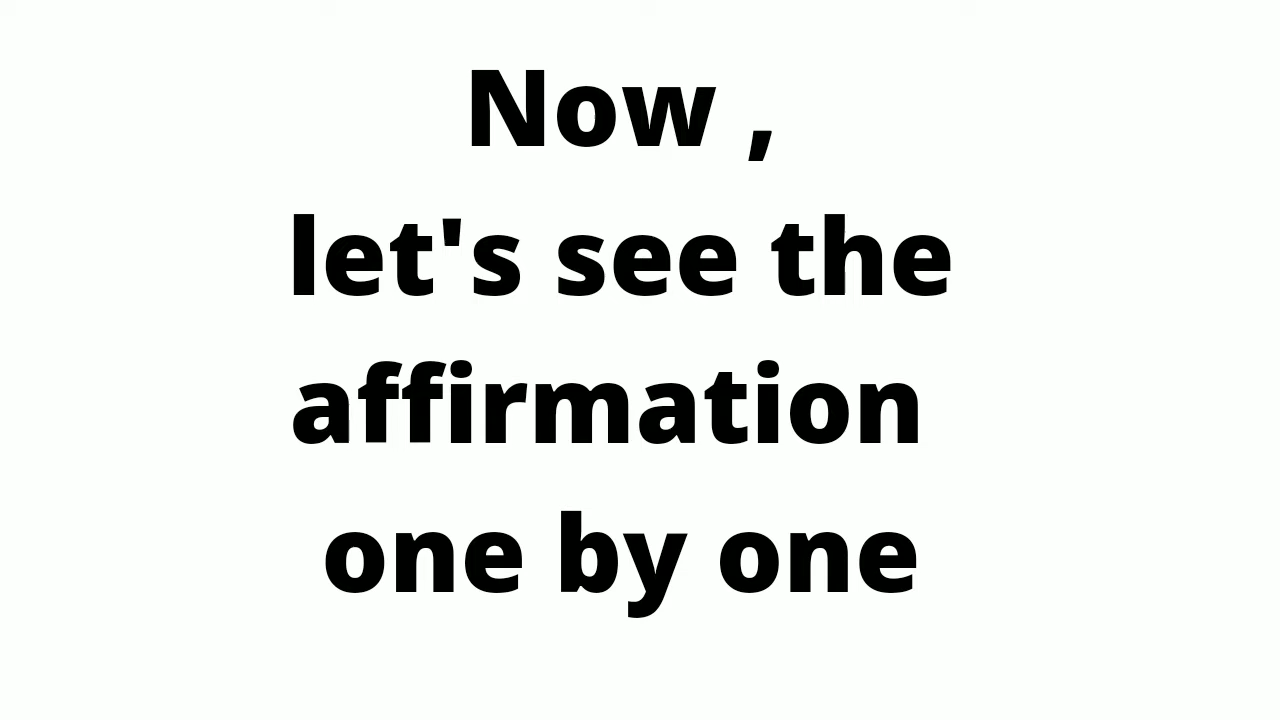 Now ,
let's see the
affirmation
one by one